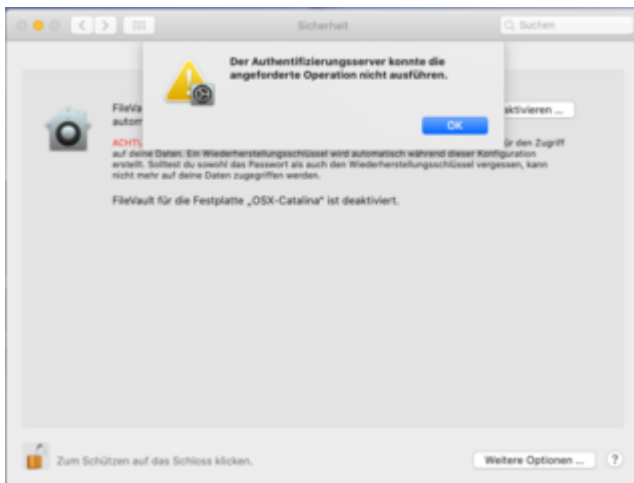 Sicherheit
Suchen
Der Authentifizierungsserver konnte die
angeforderte Operation nicht ausführen.
OK
FileVa
aktivieren ...
autom
ACHTU
ür den Zugriff
auf deine Daten. Ein Wiederherstellungsschlüssel wird automatisch während dieser Konfiguration
erstellt. Solltest du sowohl das Passwort als auch den Wiederherstellungsschlüssel vergessen, kann
nicht mehr auf deine Daten zugegriffen werden.
FileVault für die Festplatte „OSX-Catalina“ ist deaktiviert.
Zum Schützen auf das Schloss klicken.
Weitere Optionen ...
?